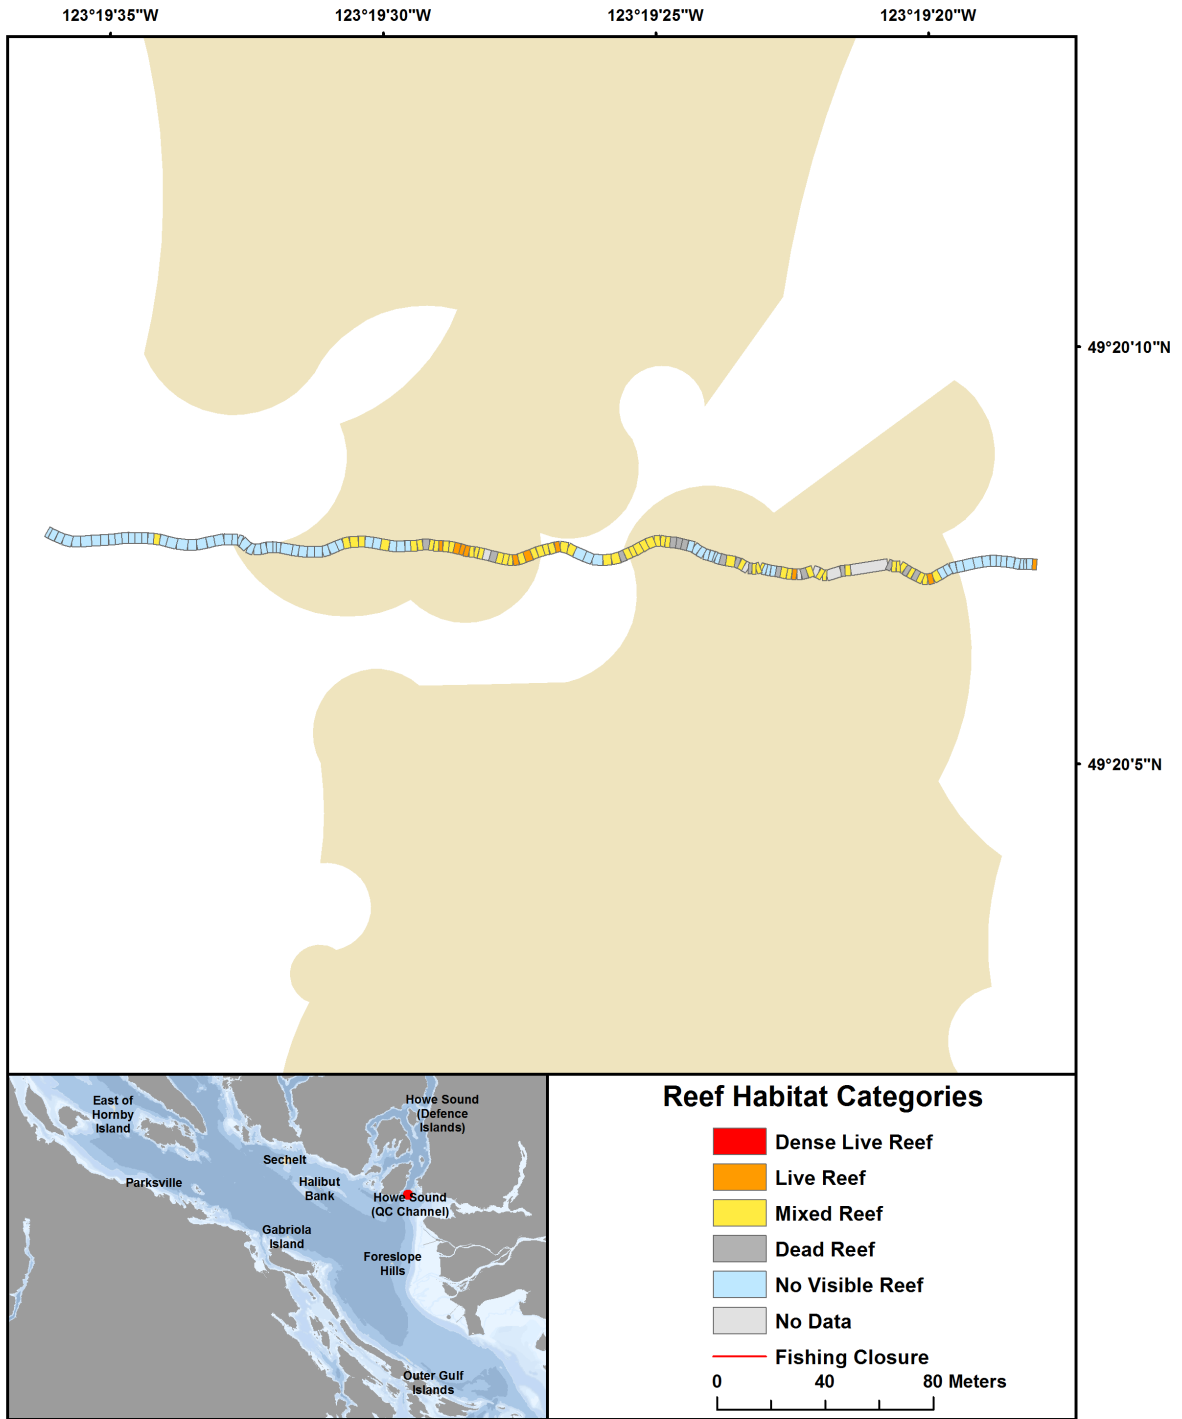 123°19'35"W
123°19'30"W
123°19'25"W
123°19'20"W
49°20'10"N
49°20'5"N
East of
Hornby
Island
Howe Sound
(Defence
Islands)
Sechelt
Parksville
Halibut
Bank
Howe Sound
(QC Channel)
Gabriola
Island
Foreslope
Hills
Outer Gulf
Islands
Reef Habitat Categories
Dense Live Reef
Live Reef
Mixed Reef
Dead Reef
No Visible Reef
No Data
Fishing Closure
0 40 80 Meters